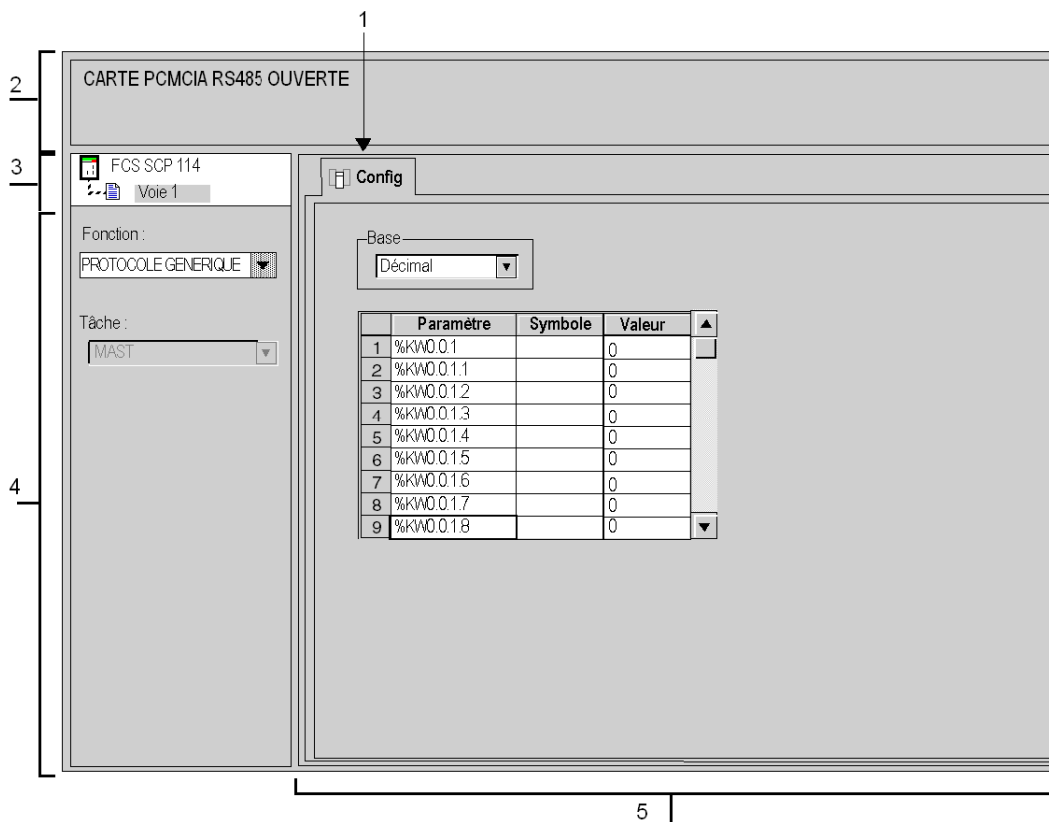 1
2
CARTE PCMCIA RS485 OUVERTE
3
FCS SCP 114
Voie 1
Config
Fonction :
PROTOCOLE GENERIQUE
Base
Décimal
Tâche :
MAST
Paramètre Symbole Valeur
1 %KW0.0.1 0
2 %KW0.0.1.1 0
3 %KW0.0.1.2 0
4 %KW0.0.1.3 0
5 %KW0.0.1.4 0
6 %KW0.0.1.5 0
7 %KW0.0.1.6 0
8 %KW0.0.1.7 0
9 %KW0.0.1.8 0
4
5